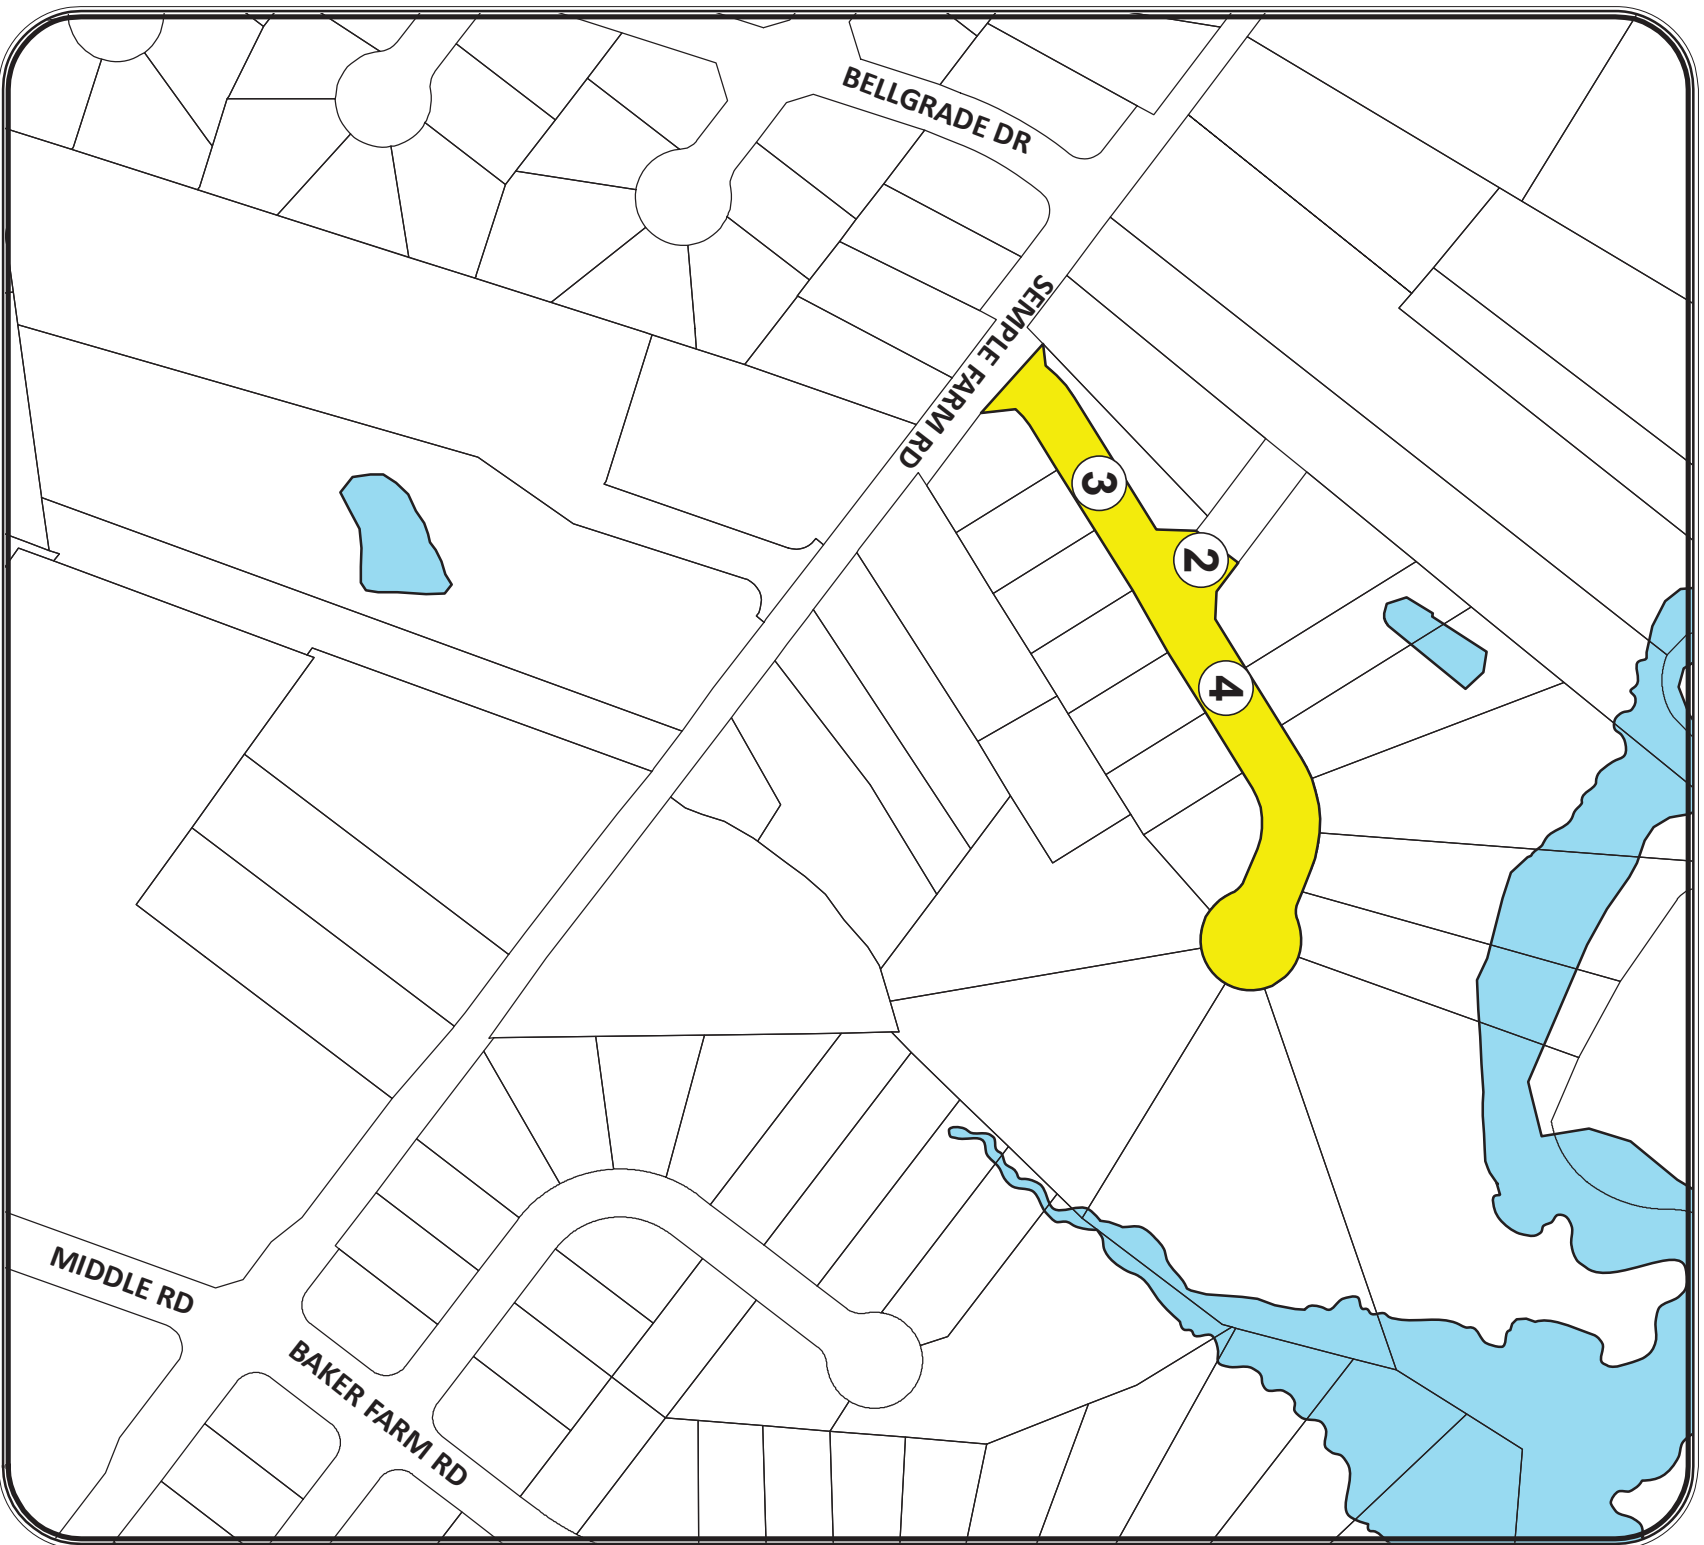 BELLGRADE DR
SEMPLE FARM RD
3
2
4
MIDDLE RD
BAKER FARM RD